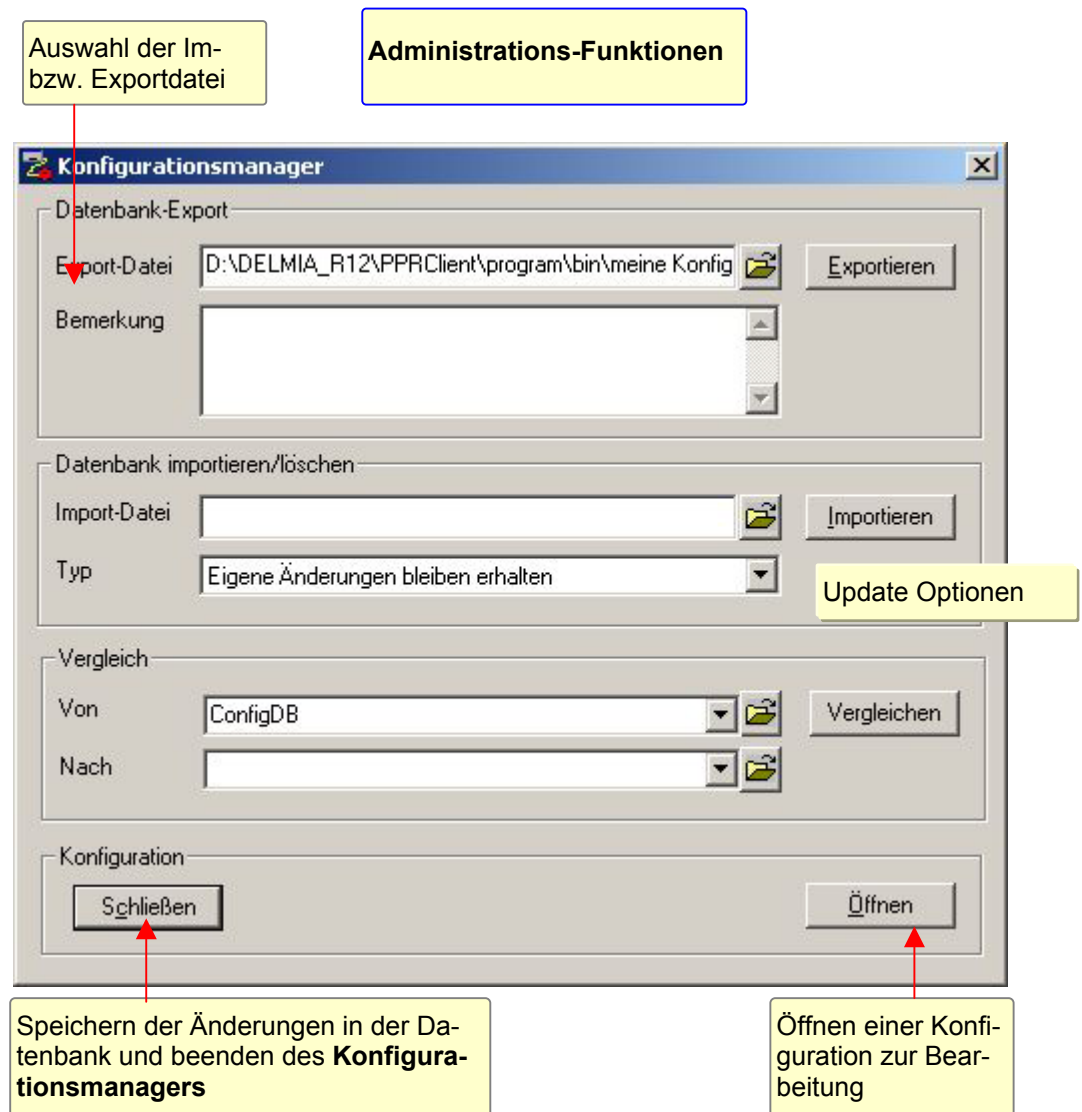 Auswahl der Im-
bzw. Exportdatei
Administrations-Funktionen
Konfigurationsmanager
Datenbank-Export
Export-Datei
D:\DELMIA_R12\PPRClient\program\bin\meine Konfig
Exportieren
Bemerkung
Datenbank importieren/löschen
Import-Datei
Importieren
Typ
Eigene Änderungen bleiben erhalten
Update Optionen
Vergleich
Von
ConfigDB
Vergleichen
Nach
Konfiguration
Schließen
Öffnen
Speichern der Änderungen in der Da-
tenbank und beenden des Konfigura-
tionsmanagers
Öffnen einer Konfi-
guration zur Bear-
beitung